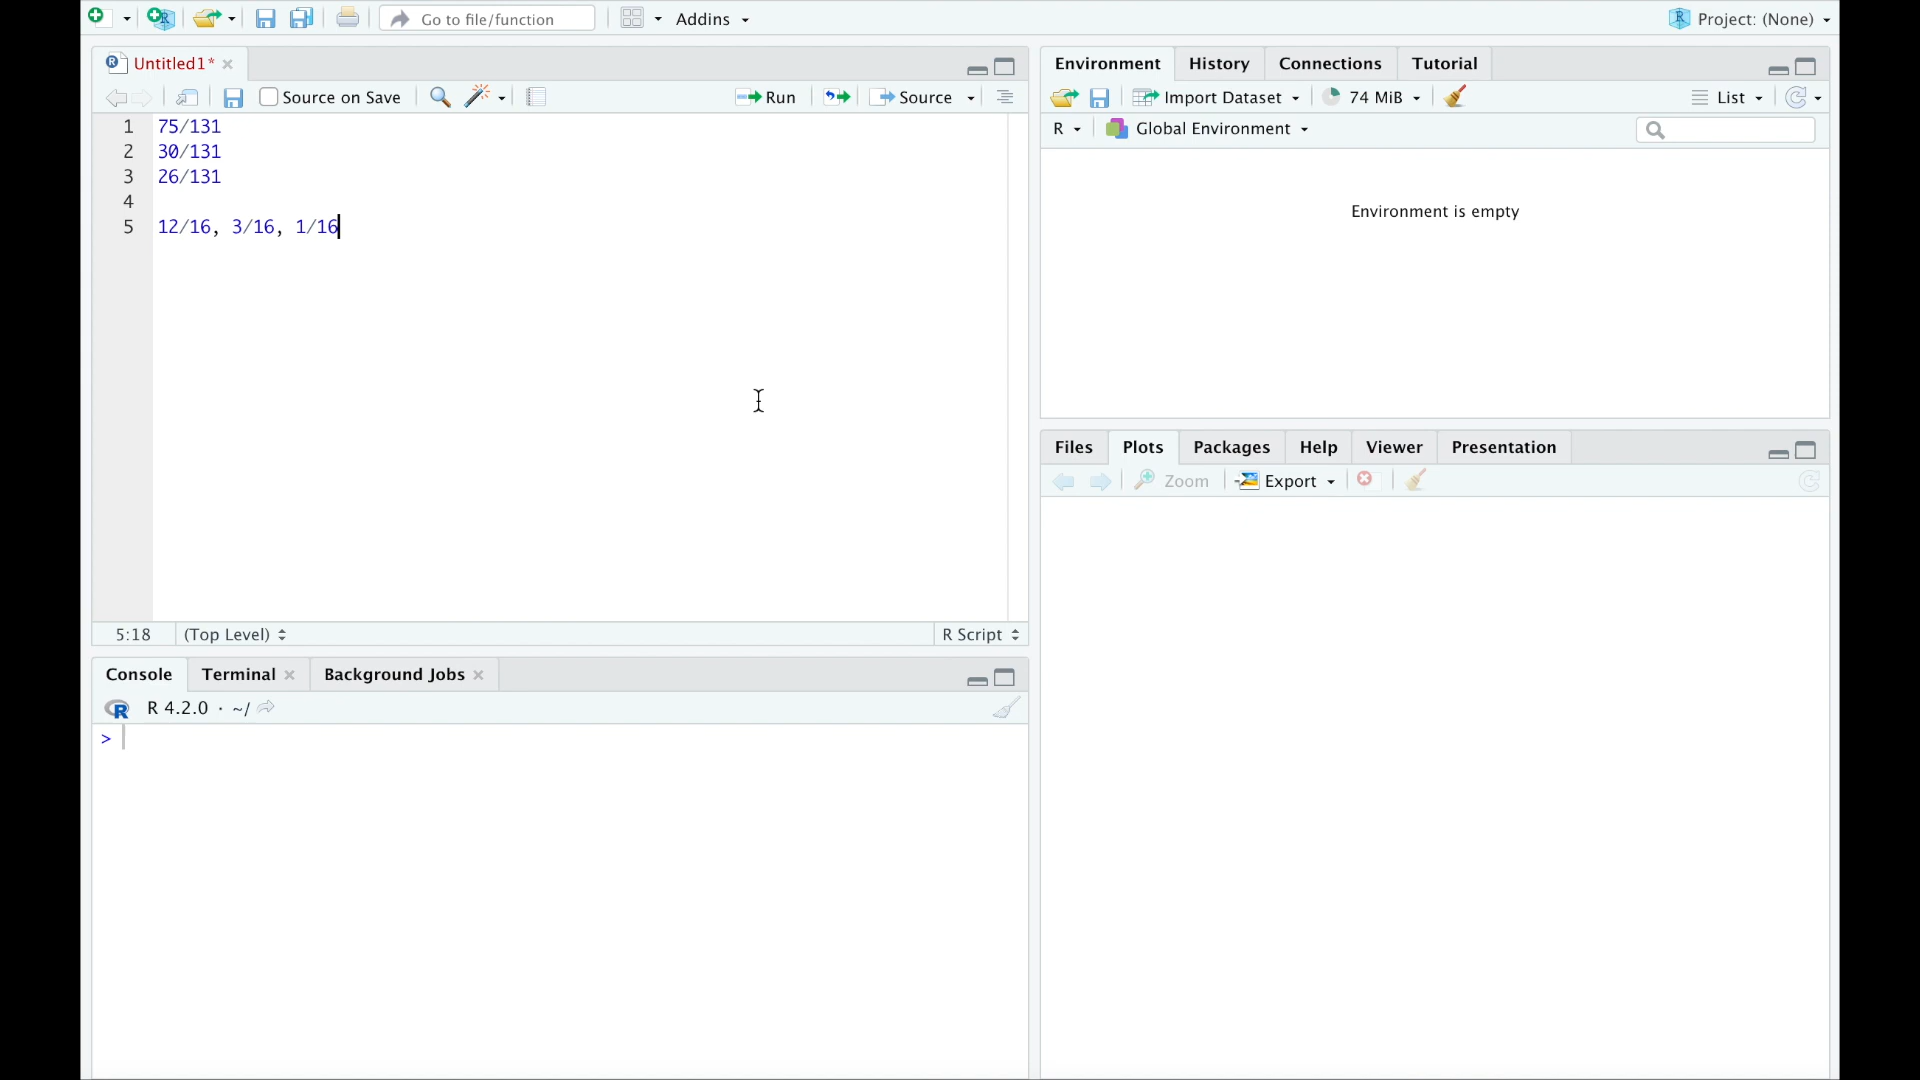 Go to file/function Addins Project: (None)
Untitled1*
Source on Save Run Source
1 75/131
2 30/131
3 26/131
4
5 12/16, 3/16, 1/16
5:18 (Top Level) R Script
Console Terminal Background Jobs
R 4.2.0 · ~/
>
Environment History Connections Tutorial
Import Dataset 74 MiB List
R Global Environment
Environment is empty
Files Plots Packages Help Viewer Presentation
Zoom Export